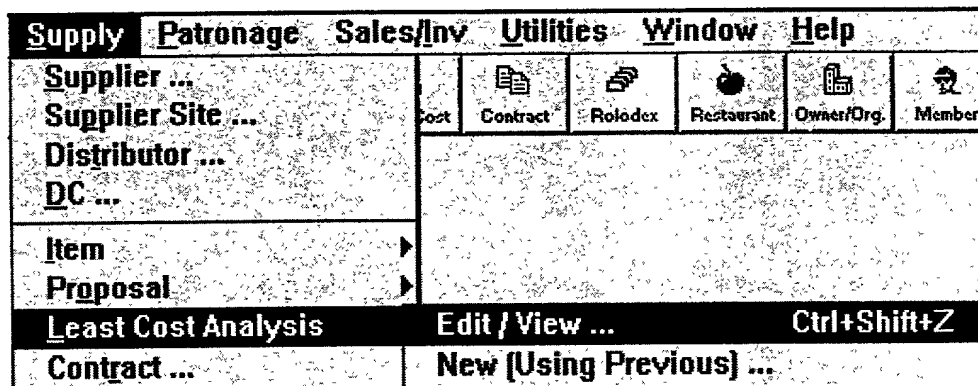 Supply Patronage Sales/Inv Utilities Window Help
Supplier ...
Cost Contract Rolodex Restaurant Owner/Org. Member
Supplier Site ...
Distributor ...
DC ...
Item
Proposal
Least Cost Analysis Edit / View ... Ctrl+Shift+Z
Contract ... New (Using Previous) ...